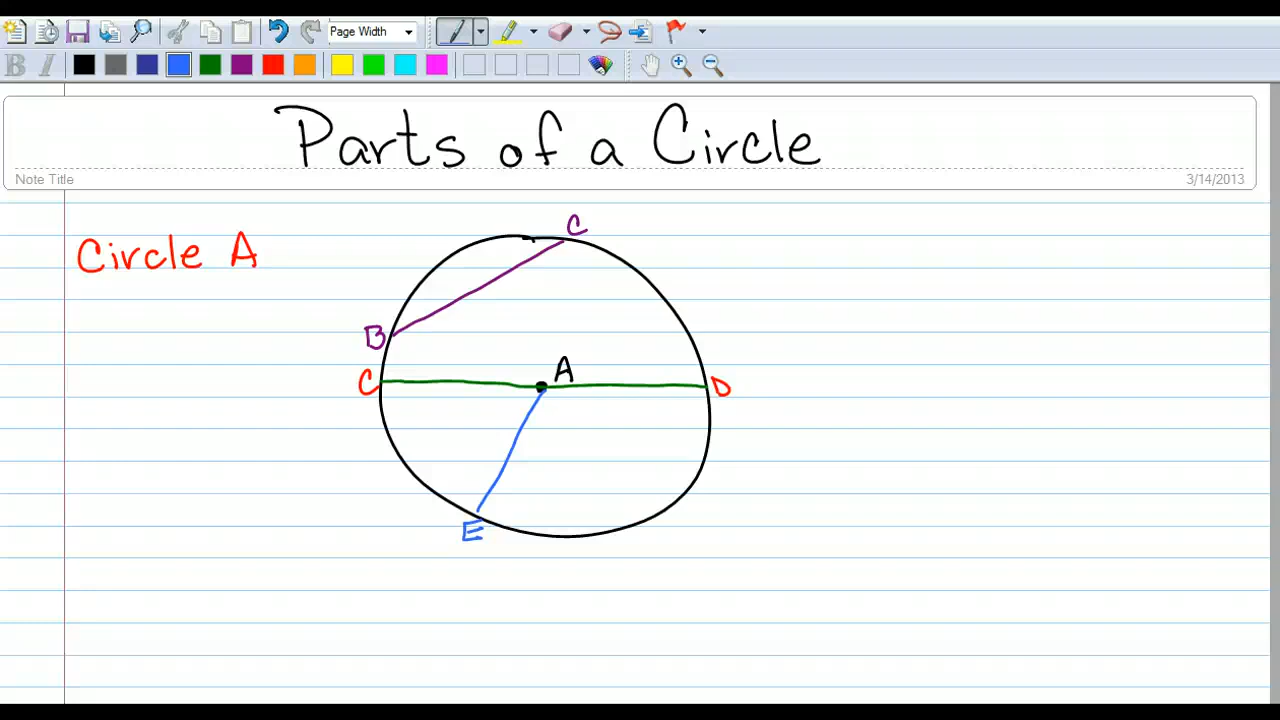 Page Width
B I
Parts of a Circle
Note Title
3/14/2013
Circle A
C
B
A
C
D
E